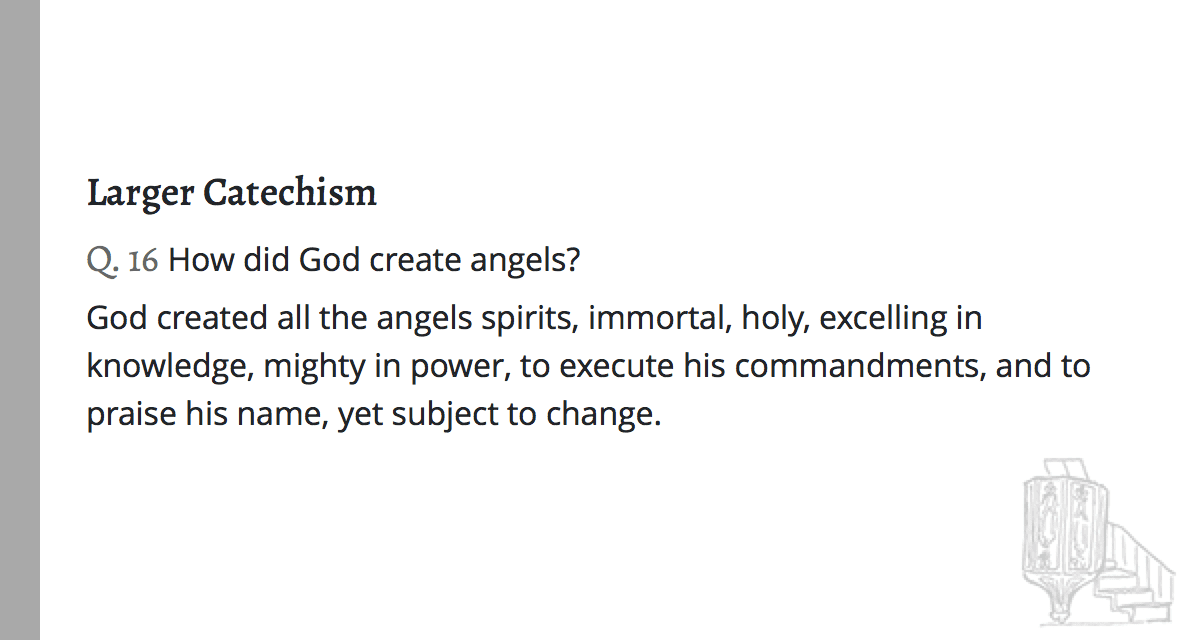 Larger Catechism
Q. 16 How did God create angels?
God created all the angels spirits, immortal, holy, excelling in
knowledge, mighty in power, to execute his commandments, and to
praise his name, yet subject to change.